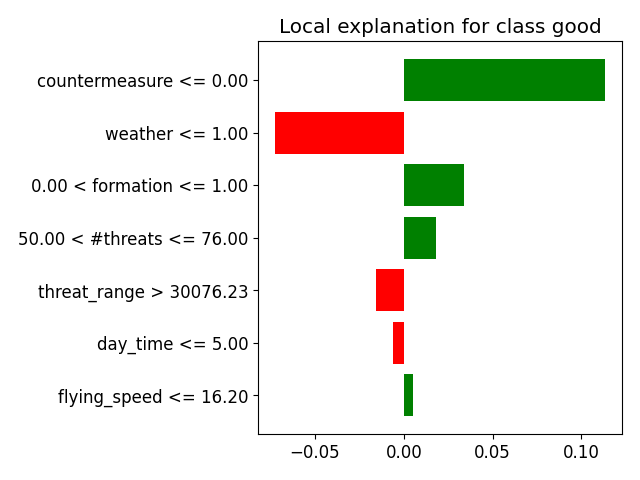 Local explanation for class good
countermeasure <= 0.00
weather <= 1.00
0.00 < formation <= 1.00
50.00 < #threats <= 76.00
threat_range > 30076.23
day_time <= 5.00
flying_speed <= 16.20
−0.05 0.00 0.05 0.10